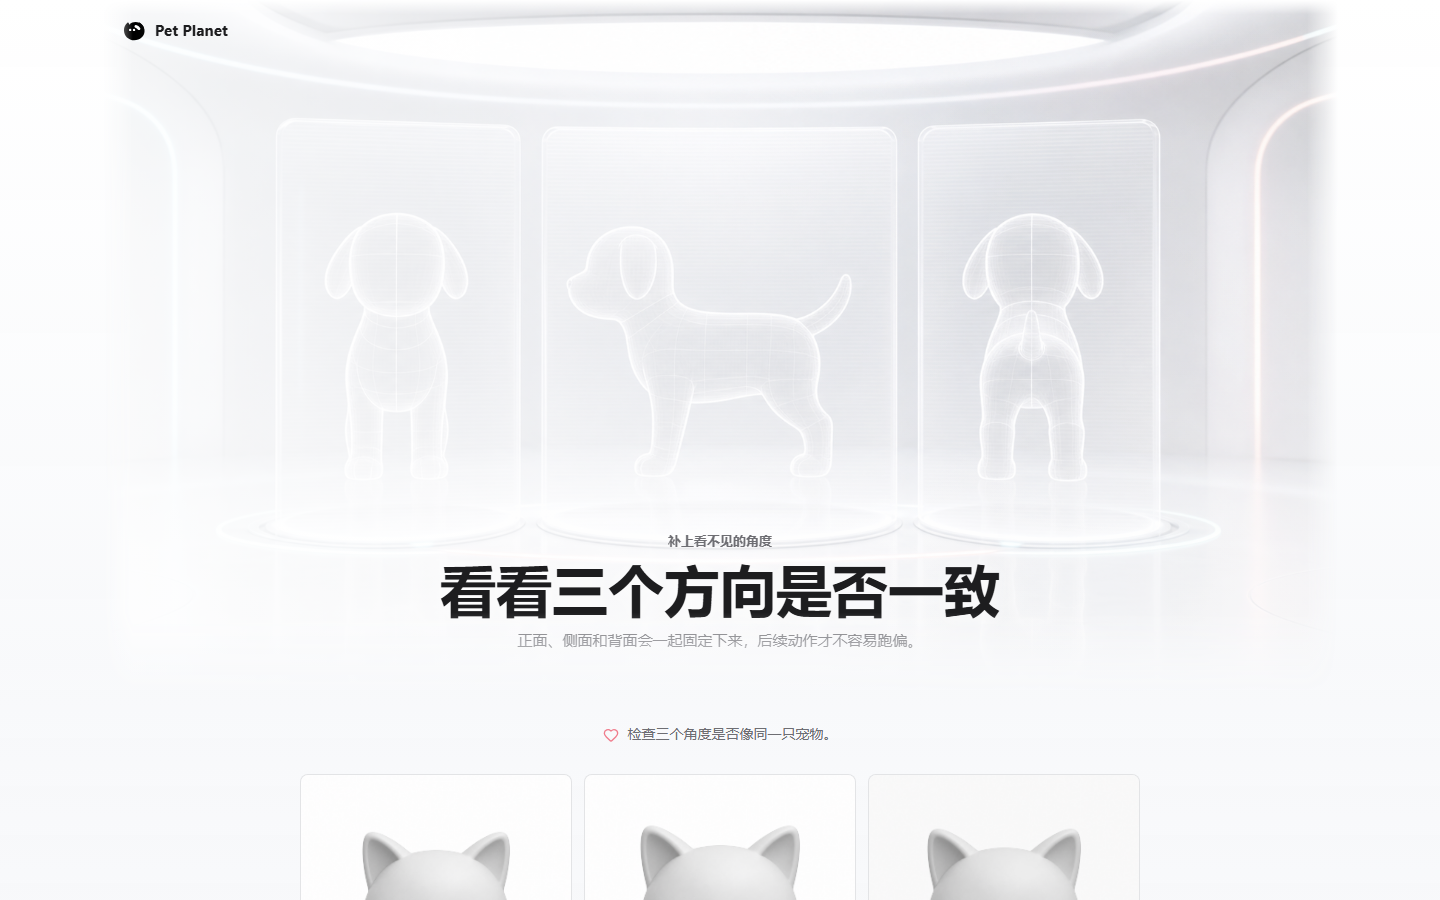 Pet Planet
补上看不见的角度
看看三个方向是否一致
正面、侧面和背面会一起固定下来，后续动作才不容易跑偏。
检查三个角度是否像同一只宠物。